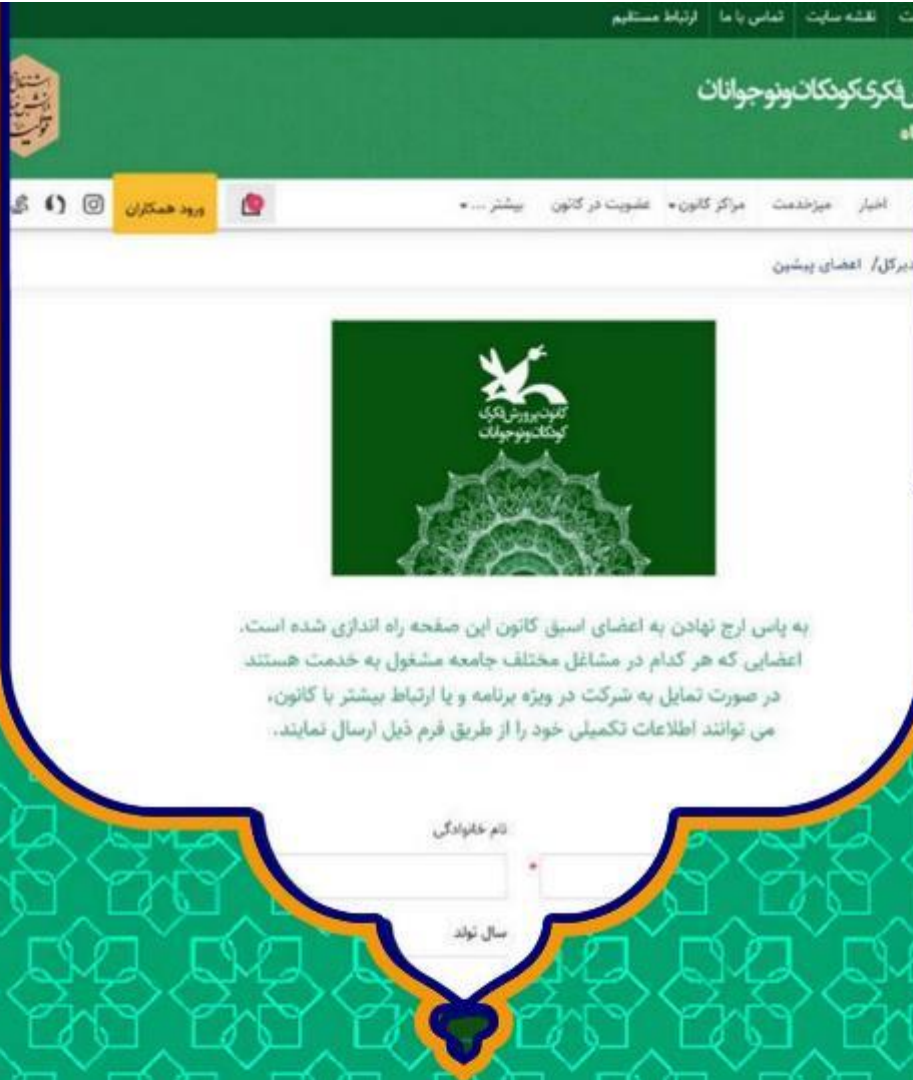 نقشه سایت تماس با ما ارتباط مستقیم
فکری کودکان و نوجوانان
اخبار میزخدمت مراکز کانون عضویت در کانون بیشتر ... ورود همکاران
اعضای پیشین
کانون پرورش فکری
کودکان و نوجوانان
به پاس ارج نهادن به اعضای اسبق کانون این صفحه راه اندازی شده است.
اعضایی که هر کدام در مشاغل مختلف جامعه مشغول به خدمت هستند
در صورت تمایل به شرکت در ویژه برنامه و یا ارتباط بیشتر با کانون،
می توانند اطلاعات تکمیلی خود را از طریق فرم ذیل ارسال نمایند.
نام خانوادگی
*
سال تولد